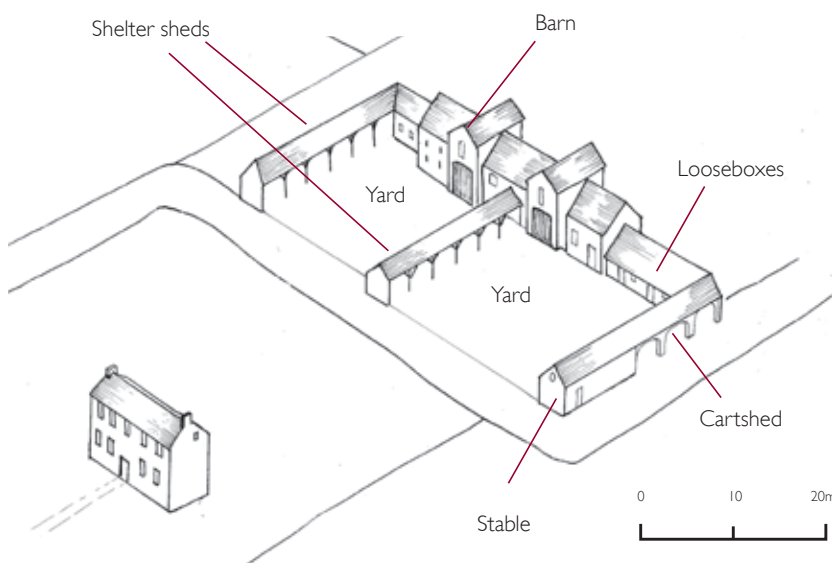 Shelter sheds
Barn
Looseboxes
Yard
Yard
Cartshed
Stable
0 10 20m